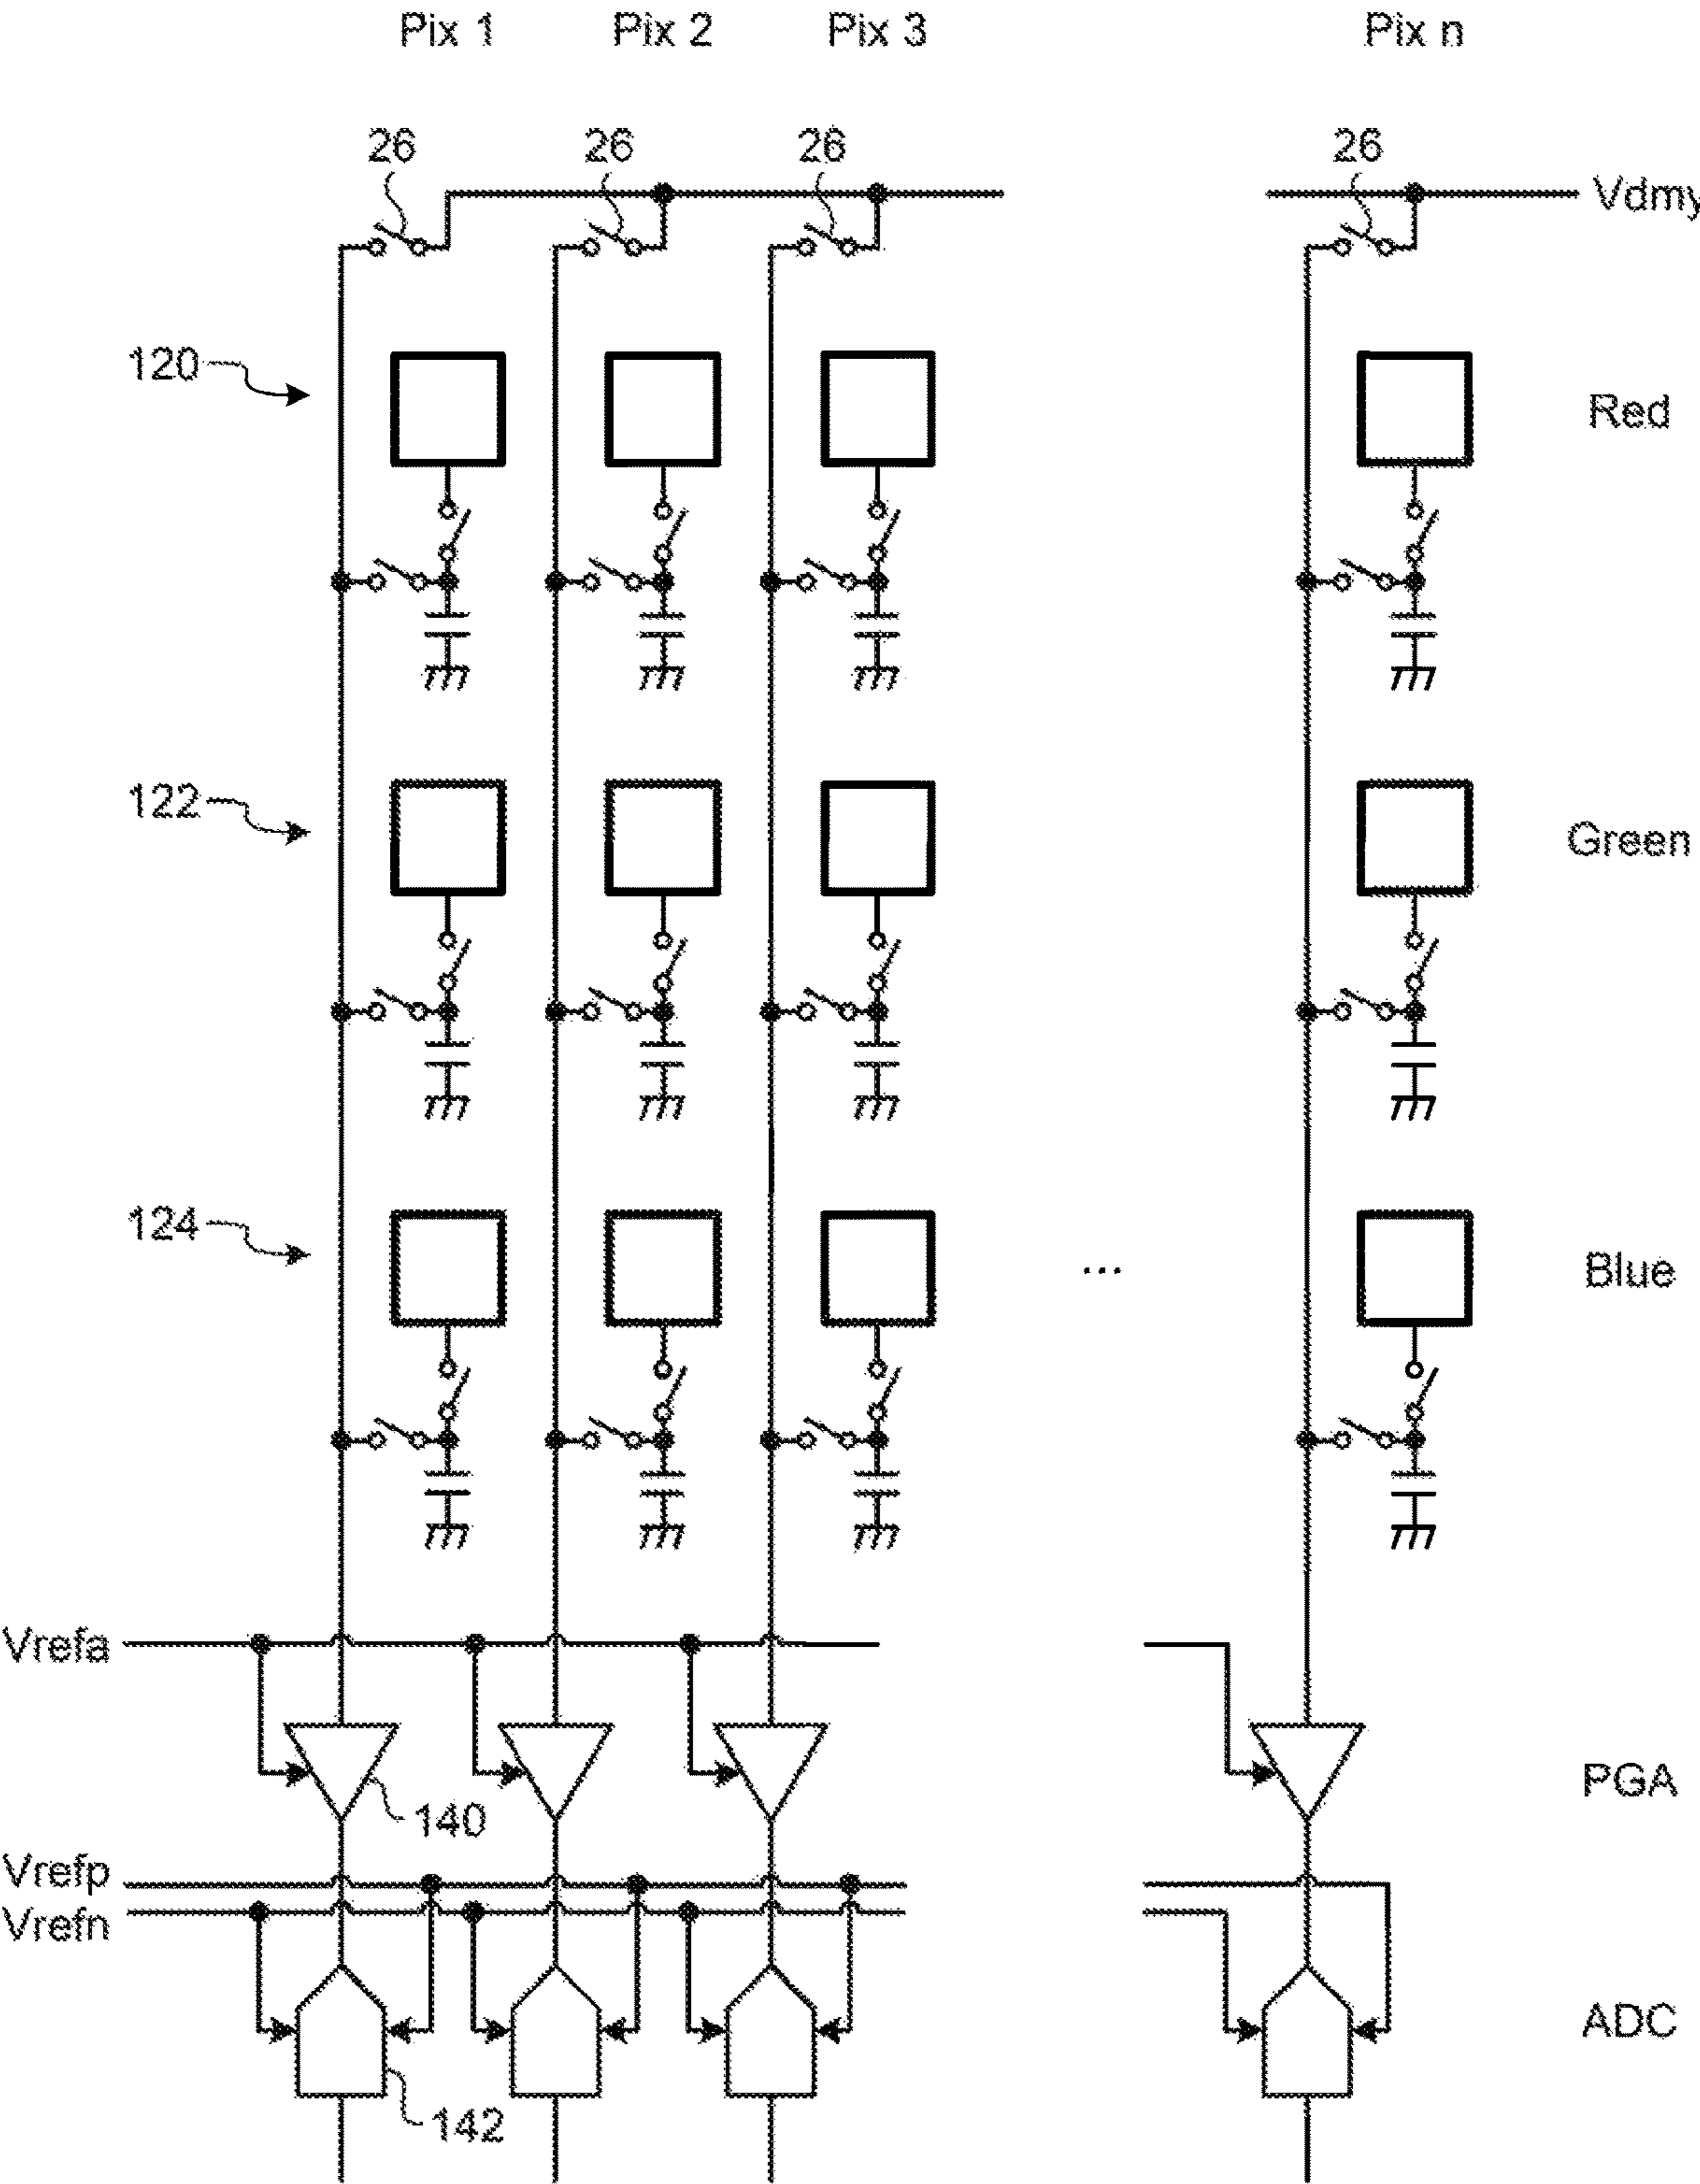 Pix 1 Pix 2 Pix 3 Pix n
26 26 26 26
Vdmy
120 Red
122 Green
124 ... Blue
Vrefa
140 PGA
Vrefp
Vrefn
ADC
142